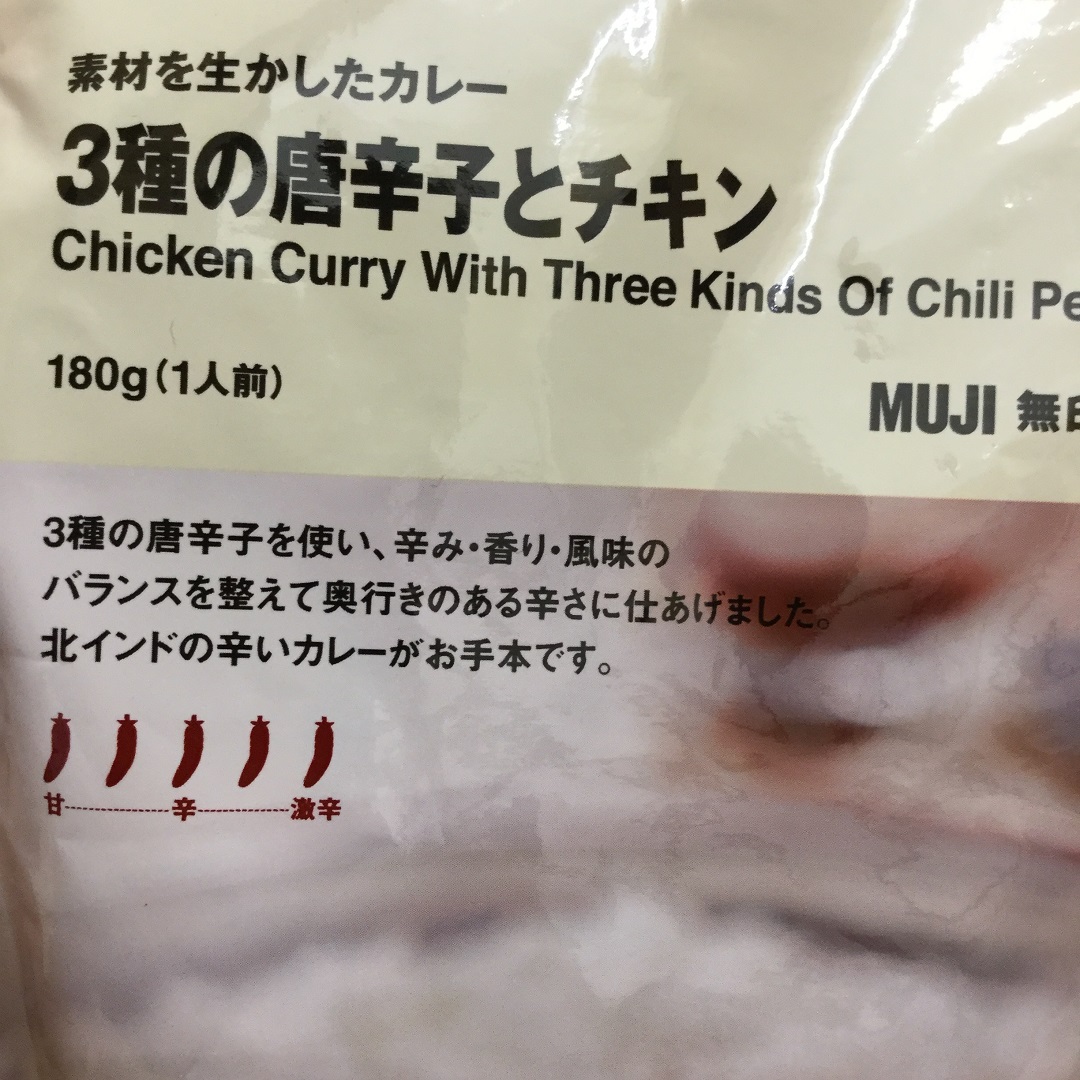 素材を生かしたカレー
3種の唐辛子とチキン
Chicken Curry With Three Kinds Of Chili
180g(1人前)
MUJI 無
3種の唐辛子を使い、辛み・香り・風味の
バランスを整えて奥行きのある辛さに仕あげました。
北インドの辛いカレーがお手本です。
甘 辛 激辛